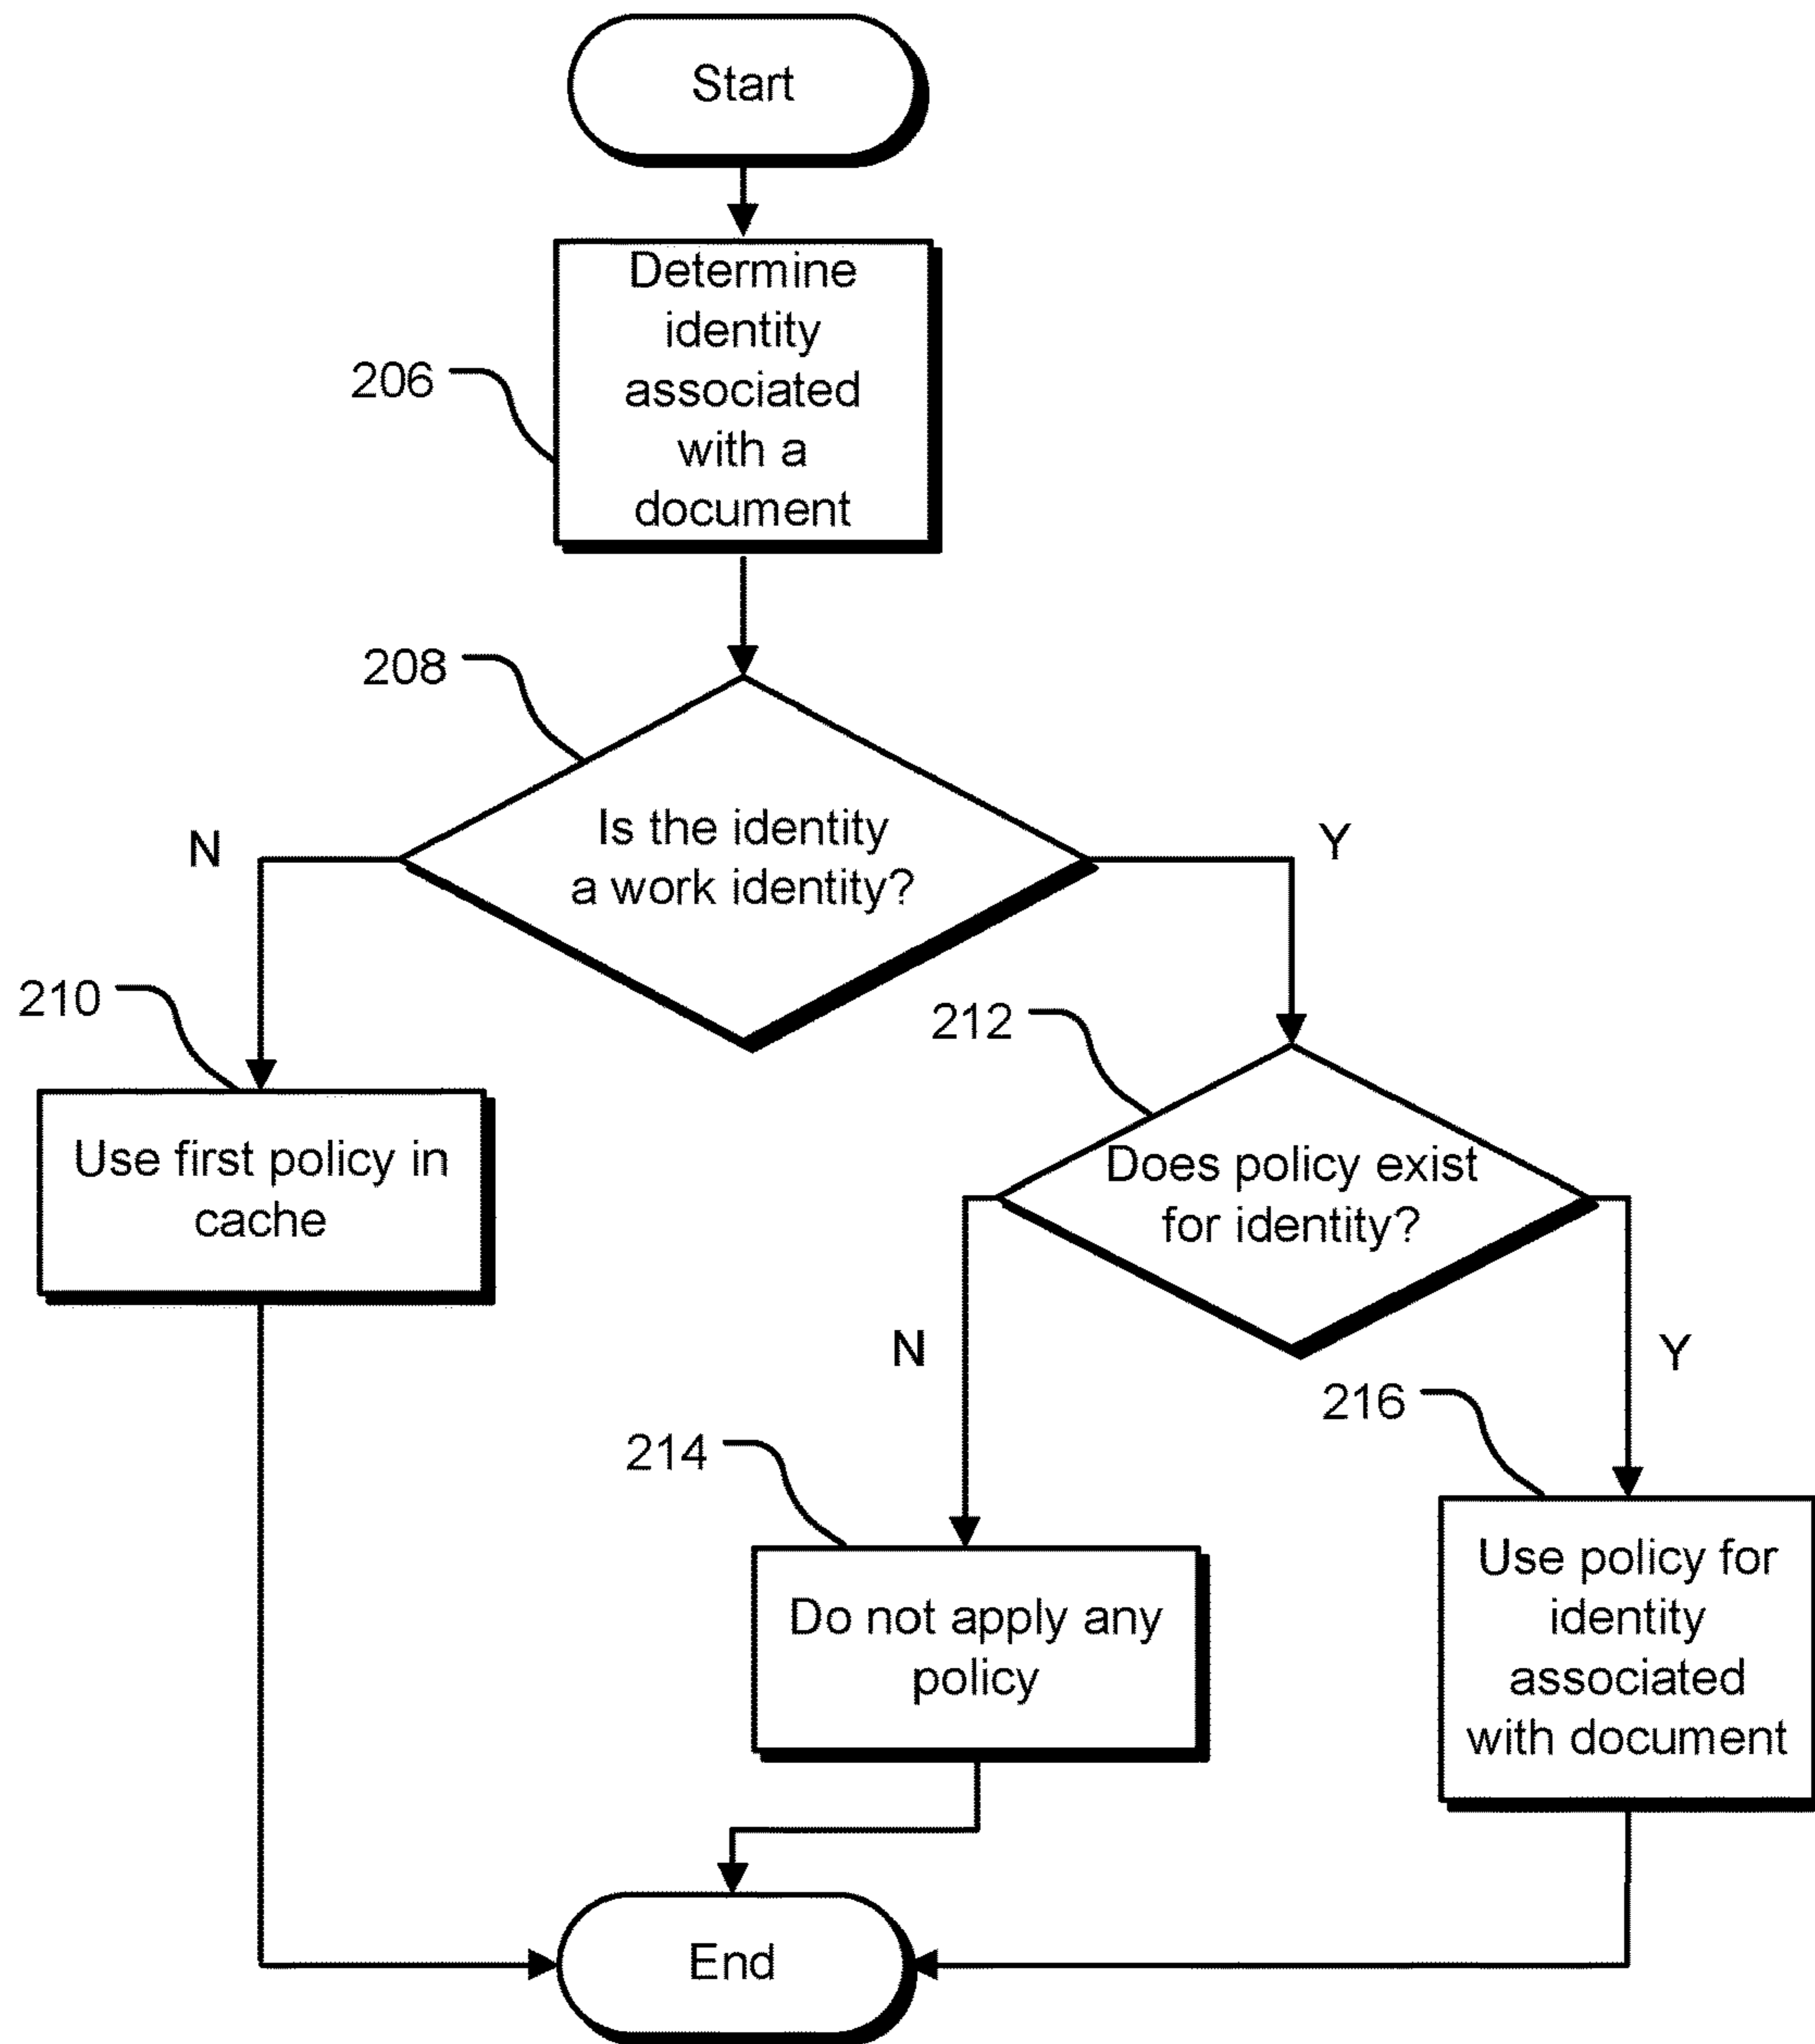 Start
Determine
identity
associated
with a
document
206
208
Is the identity
a work identity?
N
Y
210
212
Use first policy in
cache
Does policy exist
for identity?
N
Y
216
214
Use policy for
identity
associated
with document
Do not apply any
policy
End